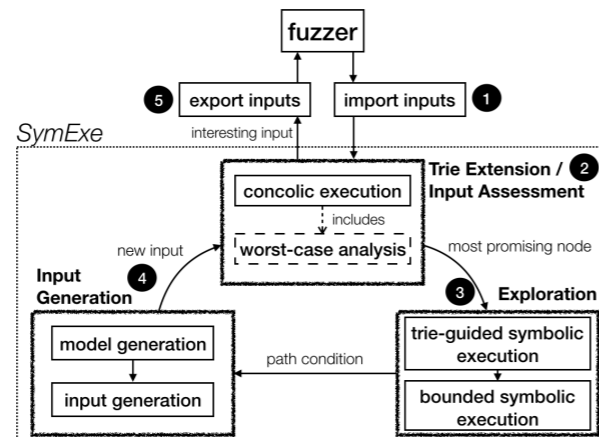 fuzzer
5
export inputs
import inputs
1
SymExe
interesting input
Trie Extension /
2
Input Assessment
concolic execution
includes
worst-case analysis
new input
4
most promising node
3
Input
Generation
Exploration
model generation
input generation
path condition
trie-guided symbolic
execution
bounded symbolic
execution